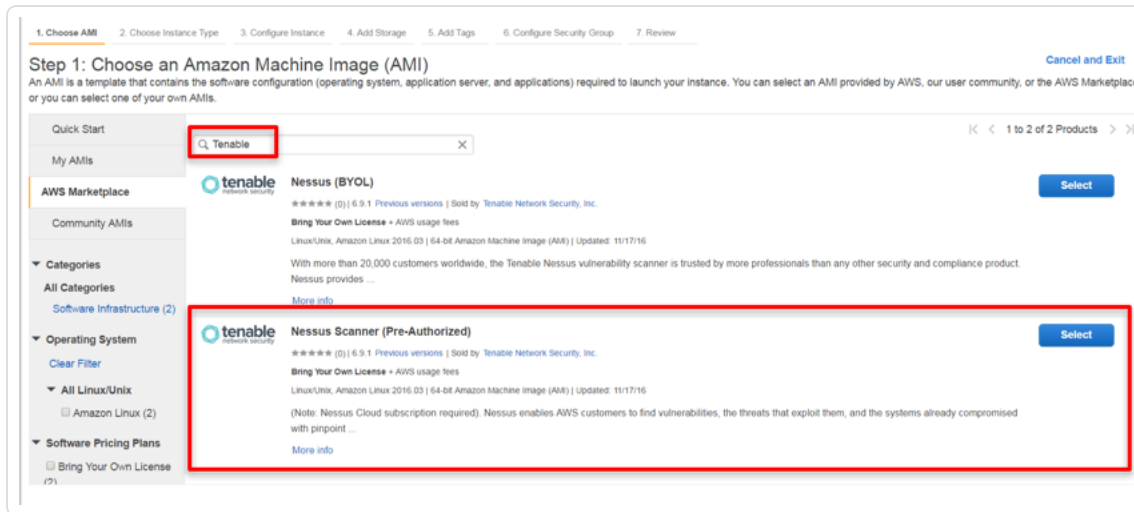 1. Choose AMI 2. Choose Instance Type 3. Configure Instance 4. Add Storage 5. Add Tags 6. Configure Security Group 7. Review
Step 1: Choose an Amazon Machine Image (AMI)
Cancel and Exit
An AMI is a template that contains the software configuration (operating system, application server, and applications) required to launch your instance. You can select an AMI provided by AWS, our user community, or the AWS Marketplace
or you can select one of your own AMIs.
Quick Start
My AMIs
AWS Marketplace
Community AMIs
Categories
All Categories
Software Infrastructure (2)
Operating System
Clear Filter
All Linux/Unix
Amazon Linux (2)
Software Pricing Plans
Bring Your Own License
(2)
Tenable
1 to 2 of 2 Products
tenable
network security
Nessus (BYOL)
Select
(0) | 6.9.1 Previous versions | Sold by Tenable Network Security, Inc.
Bring Your Own License + AWS usage fees
Linux/Unix, Amazon Linux 2016.03 | 64-bit Amazon Machine Image (AMI) | Updated: 11/17/16
With more than 20,000 customers worldwide, the Tenable Nessus vulnerability scanner is trusted by more professionals than any other security and compliance product.
Nessus provides ...
More info
tenable
network security
Nessus Scanner (Pre-Authorized)
Select
(0) | 6.9.1 Previous versions | Sold by Tenable Network Security, Inc.
Bring Your Own License + AWS usage fees
Linux/Unix, Amazon Linux 2016.03 | 64-bit Amazon Machine Image (AMI) | Updated: 11/17/16
(Note: Nessus Cloud subscription required). Nessus enables AWS customers to find vulnerabilities, the threats that exploit them, and the systems already compromised
with pinpoint ...
More info